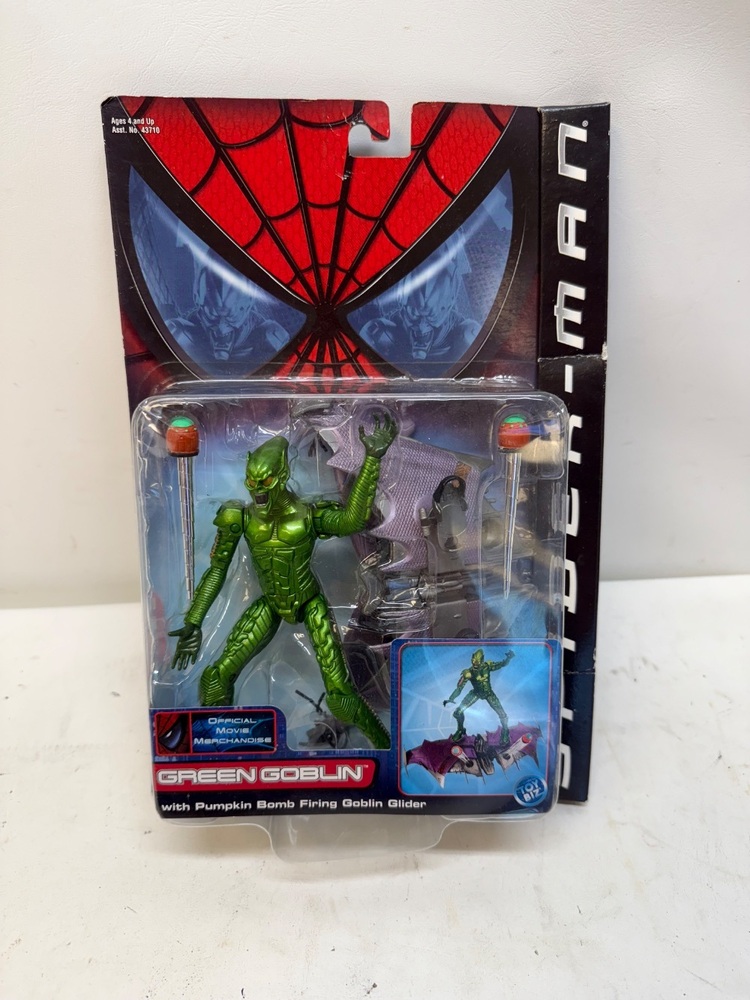 Ages 4 and Up
Asst. No. 43710
SPIDER-MAN®
OFFICIAL
MOVIE
MERCHANDISE
GREEN GOBLIN™
with Pumpkin Bomb Firing Goblin Glider
TOY
BIZ